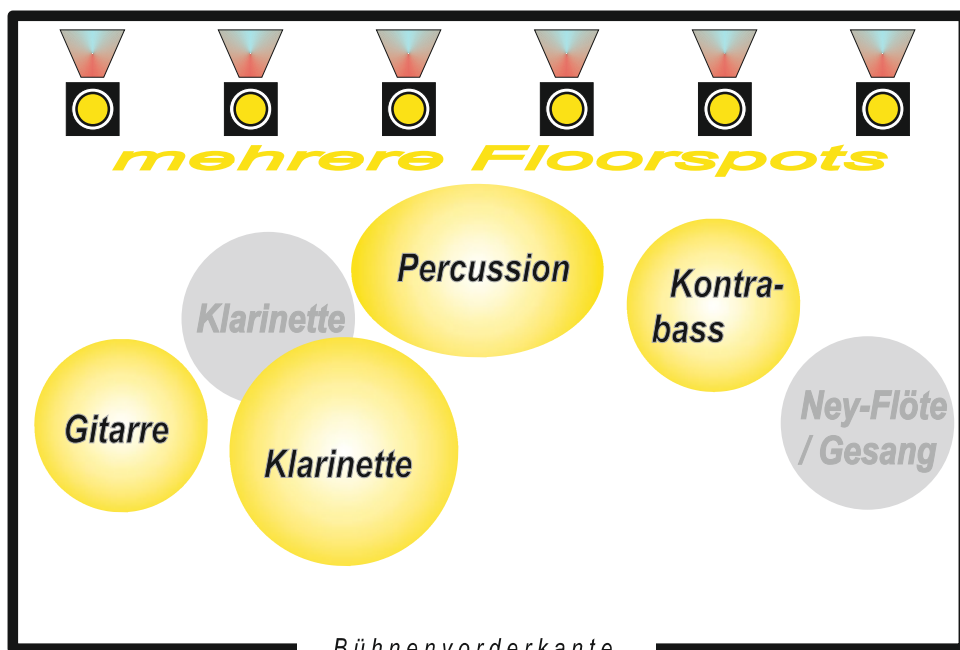 mehrere Floorspots
Percussion
Kontra-
bass
Klarinette
Gitarre
Klarinette
Ney-Flöte
/ Gesang
Bühnenvorderkante